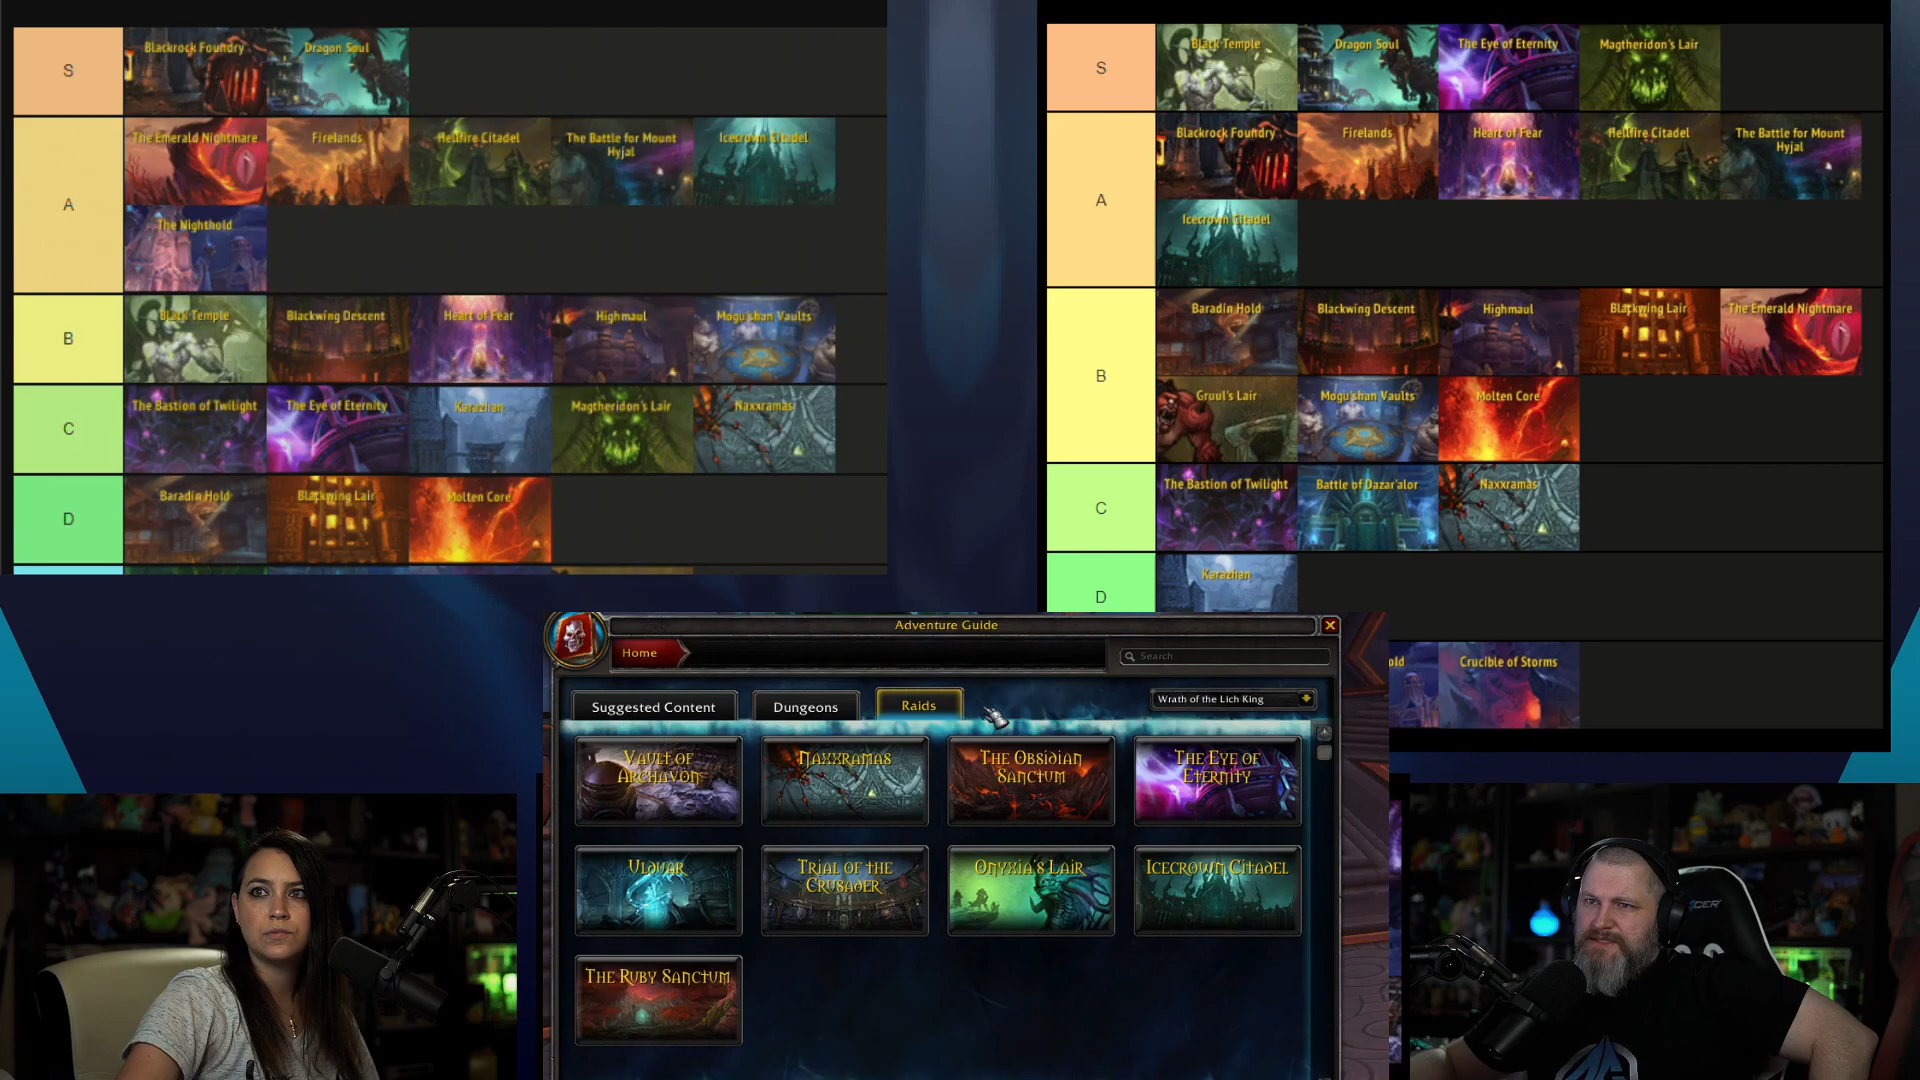 S
Blackrock Foundry
Dragon Soul
A
The Emerald Nightmare
Firelands
Hellfire Citadel
The Battle for Mount
Hyjal
Icecrown Citadel
The Nighthold
B
Black Temple
Blackwing Descent
Heart of Fear
Highmaul
Mogu'shan Vaults
C
The Bastion of Twilight
The Eye of Eternity
Karazhan
Magtheridon's Lair
Naxxramas
D
Baradin Hold
Blackwing Lair
Molten Core
S
Black Temple
Dragon Soul
The Eye of Eternity
Magtheridon's Lair
A
Blackrock Foundry
Firelands
Heart of Fear
Hellfire Citadel
The Battle for Mount
Hyjal
Icecrown Citadel
B
Baradin Hold
Blackwing Descent
Highmaul
Blackwing Lair
The Emerald Nightmare
Gruul's Lair
Mogu'shan Vaults
Molten Core
C
The Bastion of Twilight
Battle of Dazar'alor
Naxxramas
D
Karazhan
old
Crucible of Storms
Adventure Guide
Home
Search
Suggested Content
Dungeons
Raids
Wrath of the Lich King
Vault of
Archavon
Naxxramas
The Obsidian
Sanctum
The Eye of
Eternity
Ulduar
Trial of the
Crusader
Onyxia's Lair
Icecrown Citadel
The Ruby Sanctum